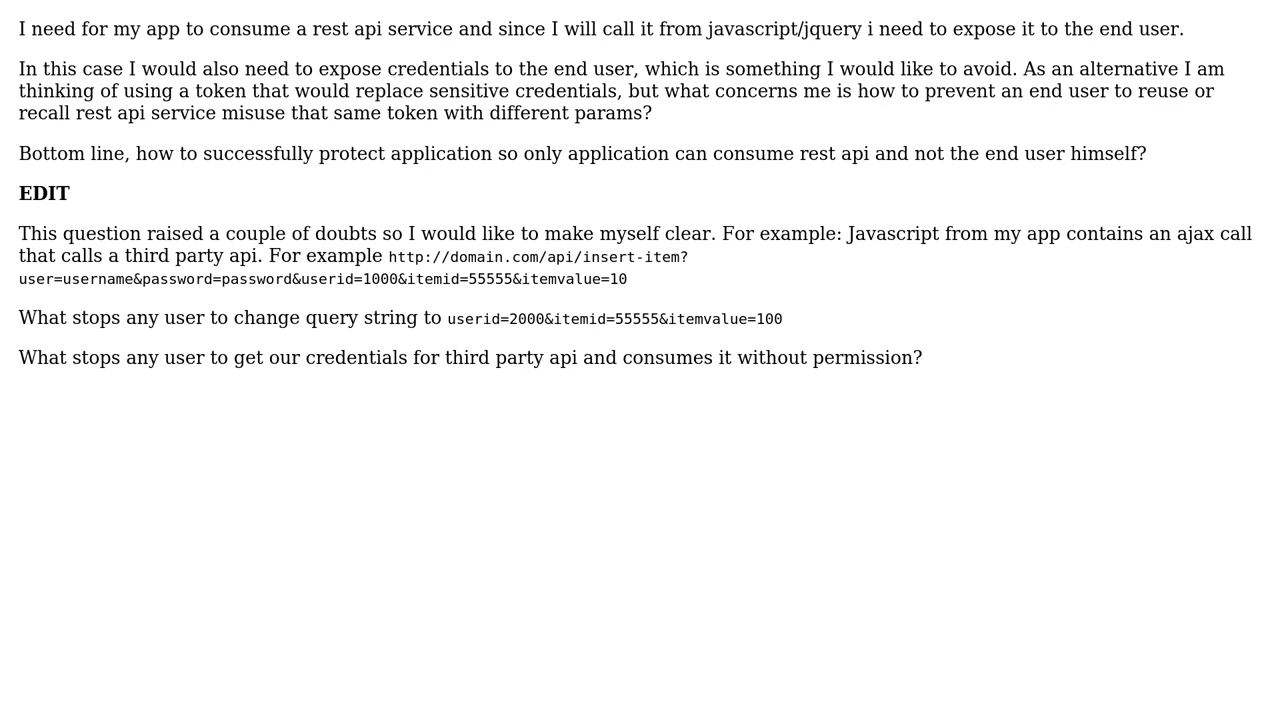 I need for my app to consume a rest api service and since I will call it from javascript/jquery i need to expose it to the end user.
In this case I would also need to expose credentials to the end user, which is something I would like to avoid. As an alternative I am
thinking of using a token that would replace sensitive credentials, but what concerns me is how to prevent an end user to reuse or
recall rest api service misuse that same token with different params?
Bottom line, how to successfully protect application so only application can consume rest api and not the end user himself?
EDIT
This question raised a couple of doubts so I would like to make myself clear. For example: Javascript from my app contains an ajax call
that calls a third party api. For example http://domain.com/api/insert-item?
user=username&password=password&userid=1000&itemid=55555&itemvalue=10
What stops any user to change query string to userid=2000&itemid=55555&itemvalue=100
What stops any user to get our credentials for third party api and consumes it without permission?